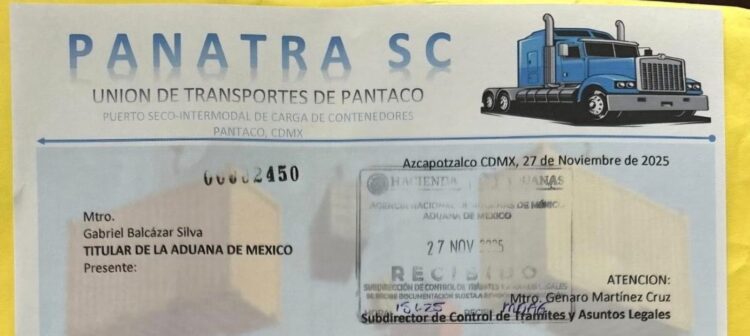 PANATRA SC
UNION DE TRANSPORTES DE PANTACO
PUERTO SECO-INTERMODAL DE CARGA DE CONTENEDORES
PANTACO, CDMX
Azcapotzalco CDMX, 27 de Noviembre de 2025
2450
HACIENDA
ADUANA DE MEXICO
Mtro.
Gabriel Balcázar Silva
TITULAR DE LA ADUANA DE MEXICO
Presente:
27 NOV
RECIBIDO
ATENCION:
Mtro. Génaro Martínez Cruz
Subdirector de Control de Tramites y Asuntos Legales